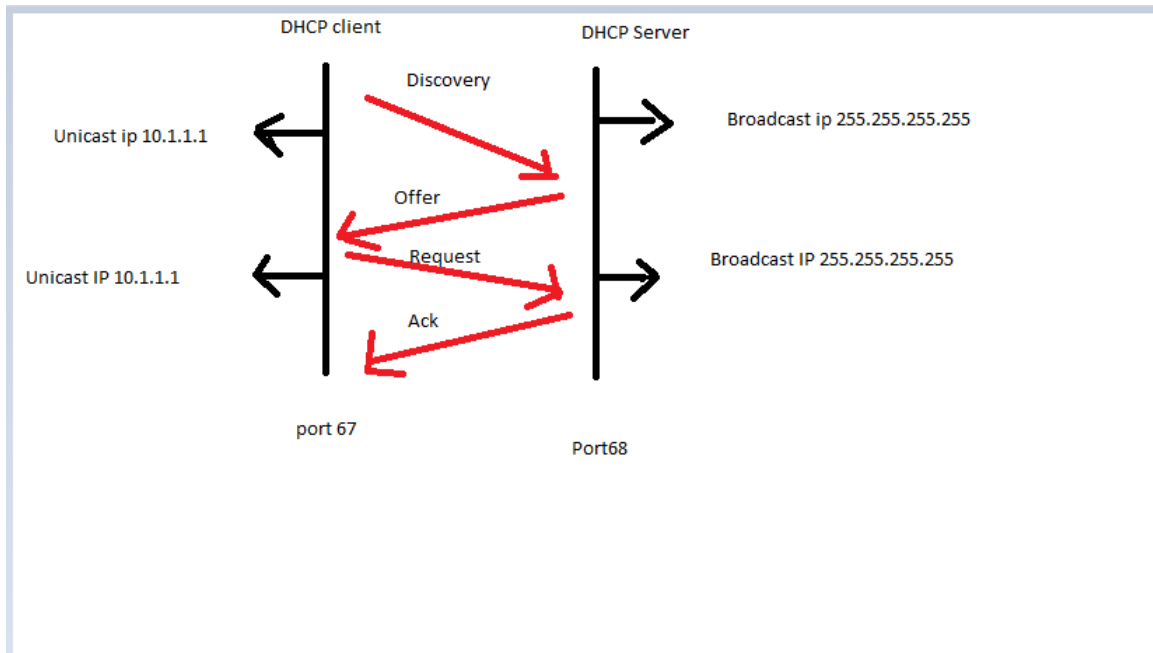 DHCP client
DHCP Server
Discovery
Unicast ip 10.1.1.1
Broadcast ip 255.255.255.255
Offer
Request
Unicast IP 10.1.1.1
Broadcast IP 255.255.255.255
Ack
port 67
Port68